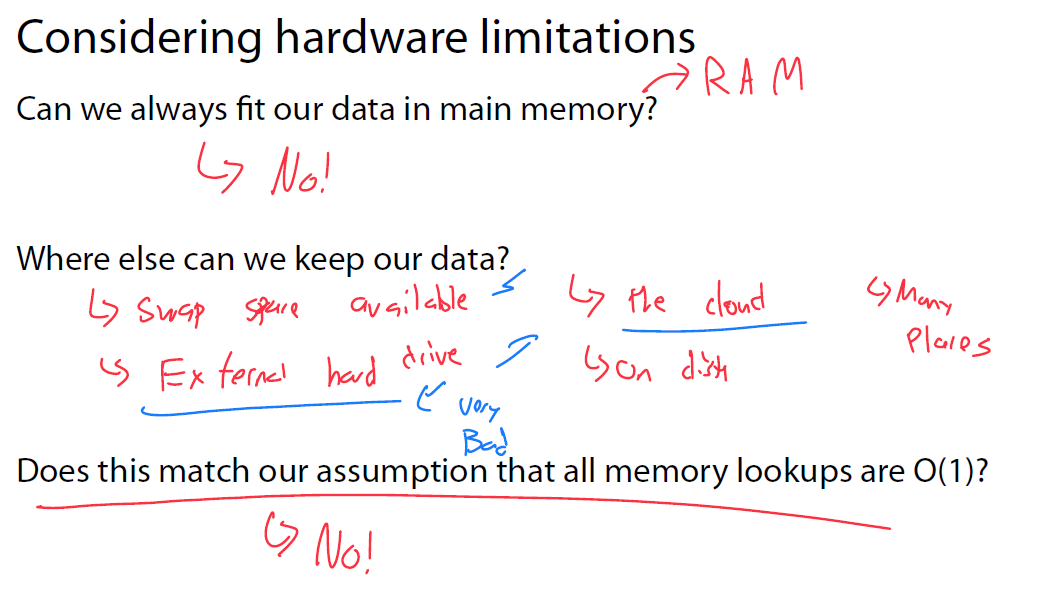 Considering hardware limitations
RAM
Can we always fit our data in main memory?
No!
Where else can we keep our data?
Swap space available
the cloud
Many
Places
External hard drive
On disk
Very
Bad
Does this match our assumption that all memory lookups are O(1)?
No!